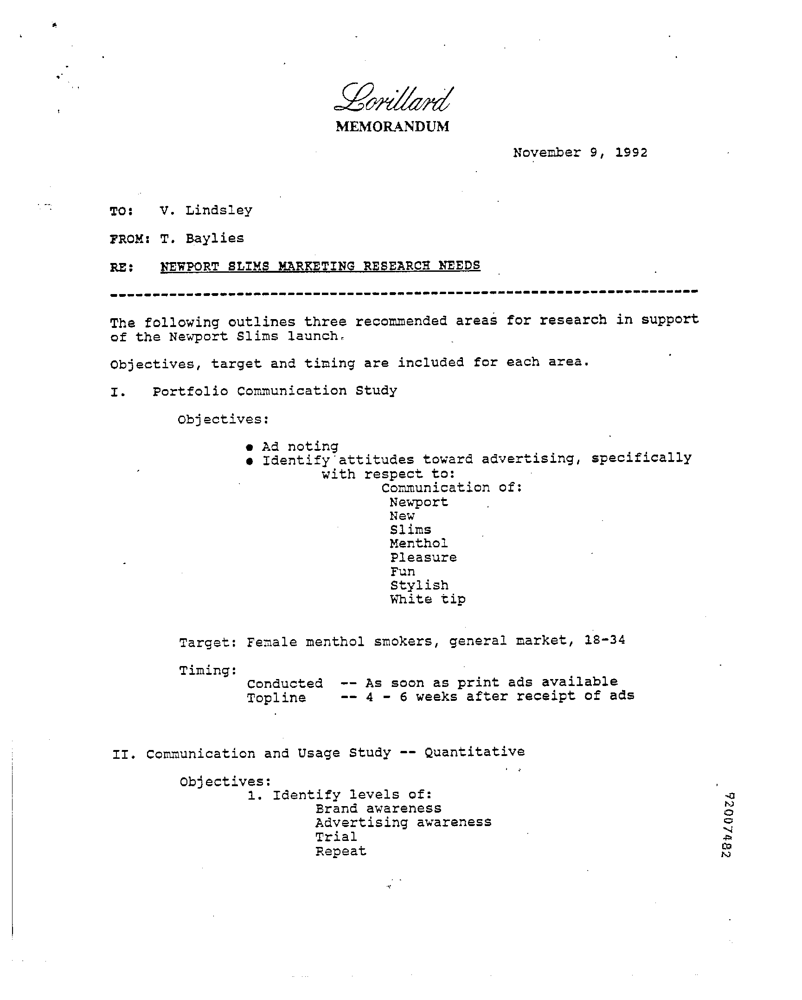 Lorillard
MEMORANDUM
November 9, 1992
TO: V. Lindsley
FROM: T. Baylies
RE: NEWPORT SLIMS MARKETING RESEARCH NEEDS
----------------------------------------------------------------------
The following outlines three recommended areas for research in support
of the Newport Slims launch.
Objectives, target and timing are included for each area.
I. Portfolio Communication Study
Objectives:
● Ad noting
● Identify attitudes toward advertising, specifically
with respect to:
Communication of:
Newport
New
Slims
Menthol
Pleasure
Fun
Stylish
White tip
Target: Female menthol smokers, general market, 18-34
Timing:
Conducted -- As soon as print ads available
Topline -- 4 - 6 weeks after receipt of ads
II. Communication and Usage Study -- Quantitative
Objectives:
1. Identify levels of:
Brand awareness
Advertising awareness
Trial
Repeat
92007482